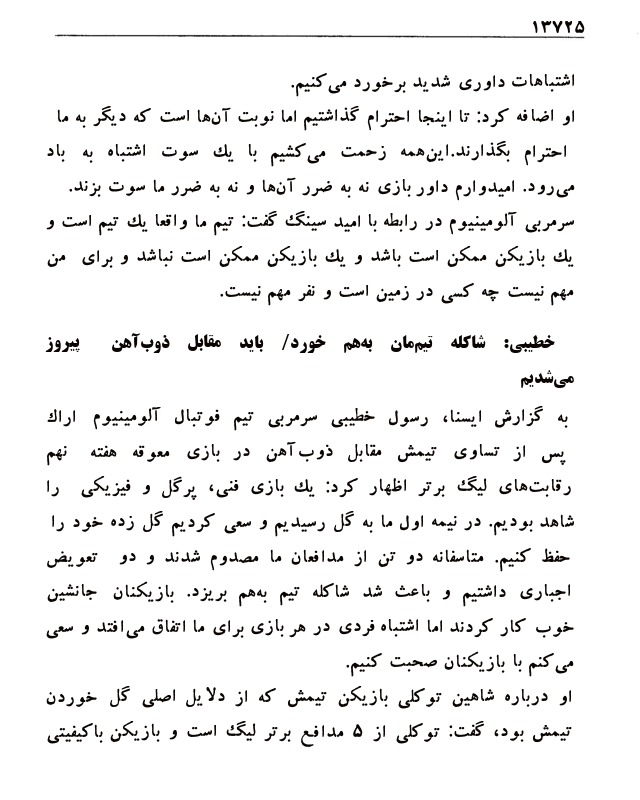 ۱۳۷۲۵
اشتباهات داوری شدید برخورد می‌کنیم.
او اضافه کرد: تا اینجا احترام گذاشتیم اما نوبت آن‌ها است که دیگر به ما
احترام بگذارند.این‌همه زحمت می‌کشیم با یك سوت اشتباه به باد
می‌رود. امیدوارم داور بازی نه به ضرر آن‌ها و نه به ضرر ما سوت بزند.
سرمربی آلومینیوم در رابطه با امید سینگ گفت: تیم ما واقعا یك تیم است و
یك بازیکن ممکن است باشد و یك بازیکن ممکن است نباشد و برای من
مهم نیست چه کسی در زمین است و نفر مهم نیست.
خطیبی: شاکله تیم‌مان به‌هم خورد/ باید مقابل ذوب‌آهن پیروز
می‌شدیم
به گزارش ایسنا، رسول خطیبی سرمربی تیم فوتبال آلومینیوم اراك
پس از تساوی تیمش مقابل ذوب‌آهن در بازی معوقه هفته نهم
رقابت‌های لیگ برتر اظهار کرد: یك بازی فنی، پرگل و فیزیکی را
شاهد بودیم. در نیمه اول ما به گل رسیدیم و سعی کردیم گل زده خود را
حفظ کنیم. متاسفانه دو تن از مدافعان ما مصدوم شدند و دو تعویض
اجباری داشتیم و باعث شد شاکله تیم به‌هم بریزد. بازیکنان جانشین
خوب کار کردند اما اشتباه فردی در هر بازی برای ما اتفاق می‌افتد و سعی
می‌کنم با بازیکنان صحبت کنیم.
او درباره شاهین توکلی بازیکن تیمش که از دلایل اصلی گل خوردن
تیمش بود، گفت: توکلی از ۵ مدافع برتر لیگ است و بازیکن باکیفیتی